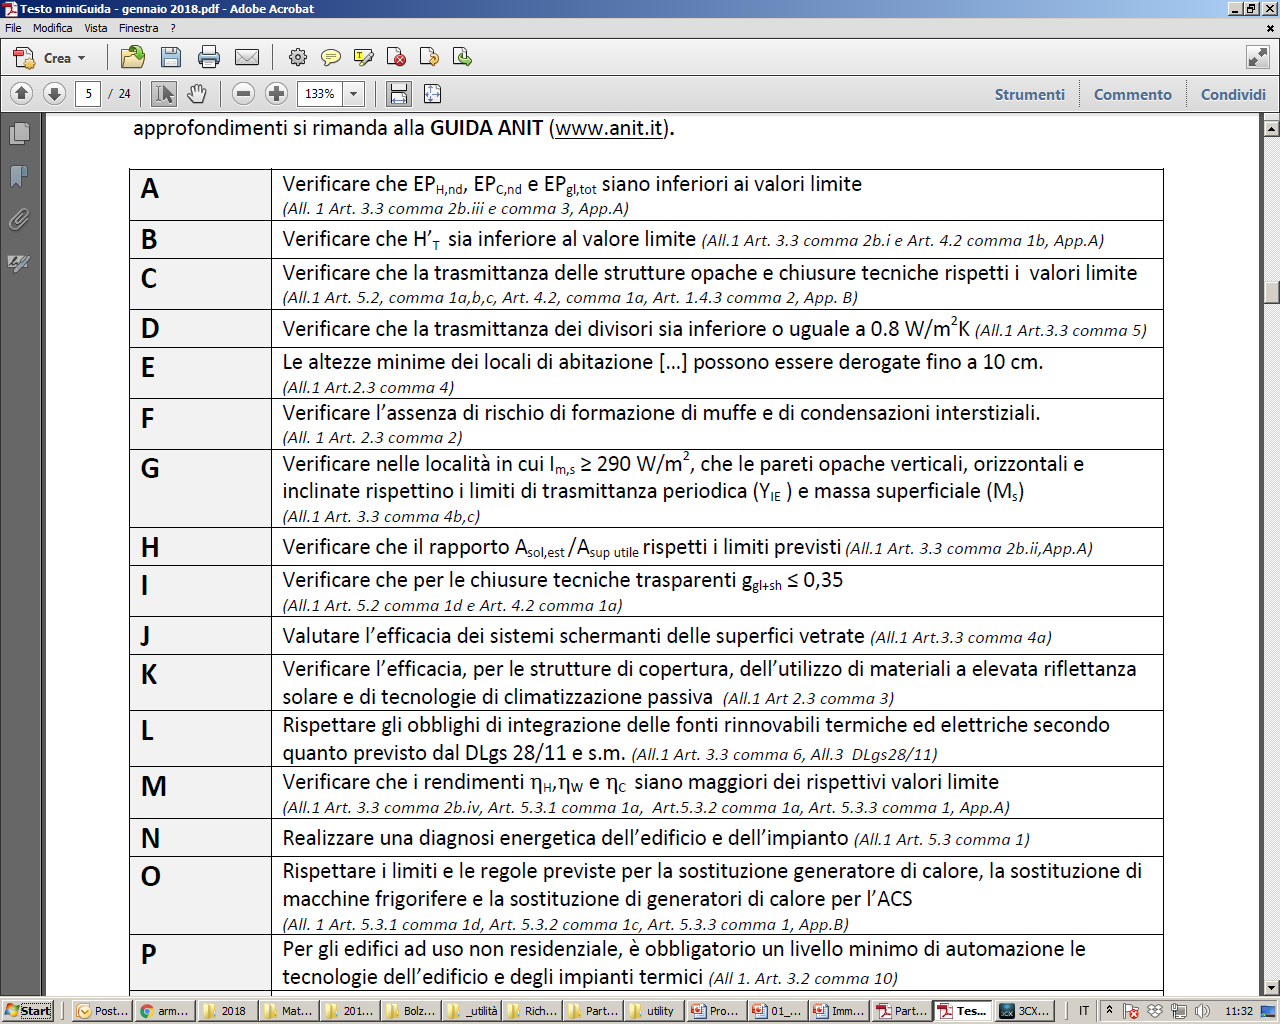 Testo miniGuida - gennaio 2018.pdf - Adobe Acrobat
File Modifica Vista Finestra ?
Crea
5 / 24 133% Strumenti Commento Condividi
approfondimenti si rimanda alla GUIDA ANIT (www.anit.it).
A Verificare che EPH,nd, EPC,nd e EPgl,tot siano inferiori ai valori limite
(All. 1 Art. 3.3 comma 2b.iii e comma 3, App.A)
B Verificare che H'T sia inferiore al valore limite (All.1 Art. 3.3 comma 2b.i e Art. 4.2 comma 1b, App.A)
C Verificare che la trasmittanza delle strutture opache e chiusure tecniche rispetti i valori limite
(All.1 Art. 5.2, comma 1a,b,c, Art. 4.2, comma 1a, Art. 1.4.3 comma 2, App. B)
D Verificare che la trasmittanza dei divisori sia inferiore o uguale a 0.8 W/m²K (All.1 Art.3.3 comma 5)
E Le altezze minime dei locali di abitazione [...] possono essere derogate fino a 10 cm.
(All.1 Art.2.3 comma 4)
F Verificare l'assenza di rischio di formazione di muffe e di condensazioni interstiziali.
(All. 1 Art. 2.3 comma 2)
G Verificare nelle località in cui Im,s ≥ 290 W/m², che le pareti opache verticali, orizzontali e
inclinate rispettino i limiti di trasmittanza periodica (YIE ) e massa superficiale (Ms)
(All.1 Art. 3.3 comma 4b,c)
H Verificare che il rapporto Asol,est /Asup utile rispetti i limiti previsti (All.1 Art. 3.3 comma 2b.ii,App.A)
I Verificare che per le chiusure tecniche trasparenti ggl+sh ≤ 0,35
(All.1 Art. 5.2 comma 1d e Art. 4.2 comma 1a)
J Valutare l'efficacia dei sistemi schermanti delle superfici vetrate (All.1 Art.3.3 comma 4a)
K Verificare l'efficacia, per le strutture di copertura, dell'utilizzo di materiali a elevata riflettanza
solare e di tecnologie di climatizzazione passiva (All.1 Art 2.3 comma 3)
L Rispettare gli obblighi di integrazione delle fonti rinnovabili termiche ed elettriche secondo
quanto previsto dal DLgs 28/11 e s.m. (All.1 Art. 3.3 comma 6, All.3 DLgs28/11)
M Verificare che i rendimenti ηH,ηW e ηC siano maggiori dei rispettivi valori limite
(All.1 Art. 3.3 comma 2b.iv, Art. 5.3.1 comma 1a, Art.5.3.2 comma 1a, Art. 5.3.3 comma 1, App.A)
N Realizzare una diagnosi energetica dell'edificio e dell'impianto (All.1 Art. 5.3 comma 1)
O Rispettare i limiti e le regole previste per la sostituzione generatore di calore, la sostituzione di
macchine frigorifere e la sostituzione di generatori di calore per l'ACS
(All. 1 Art. 5.3.1 comma 1d, Art. 5.3.2 comma 1c, Art. 5.3.3 comma 1, App.B)
P Per gli edifici ad uso non residenziale, è obbligatorio un livello minimo di automazione le
tecnologie dell'edificio e degli impianti termici (All 1. Art. 3.2 comma 10)
Start Post... arm... 2018 Mat... 201... Bolz... _utilità Rich... Part... utility Pro... 01_... Imm... Part... Tes... 3CX... IT 11:32